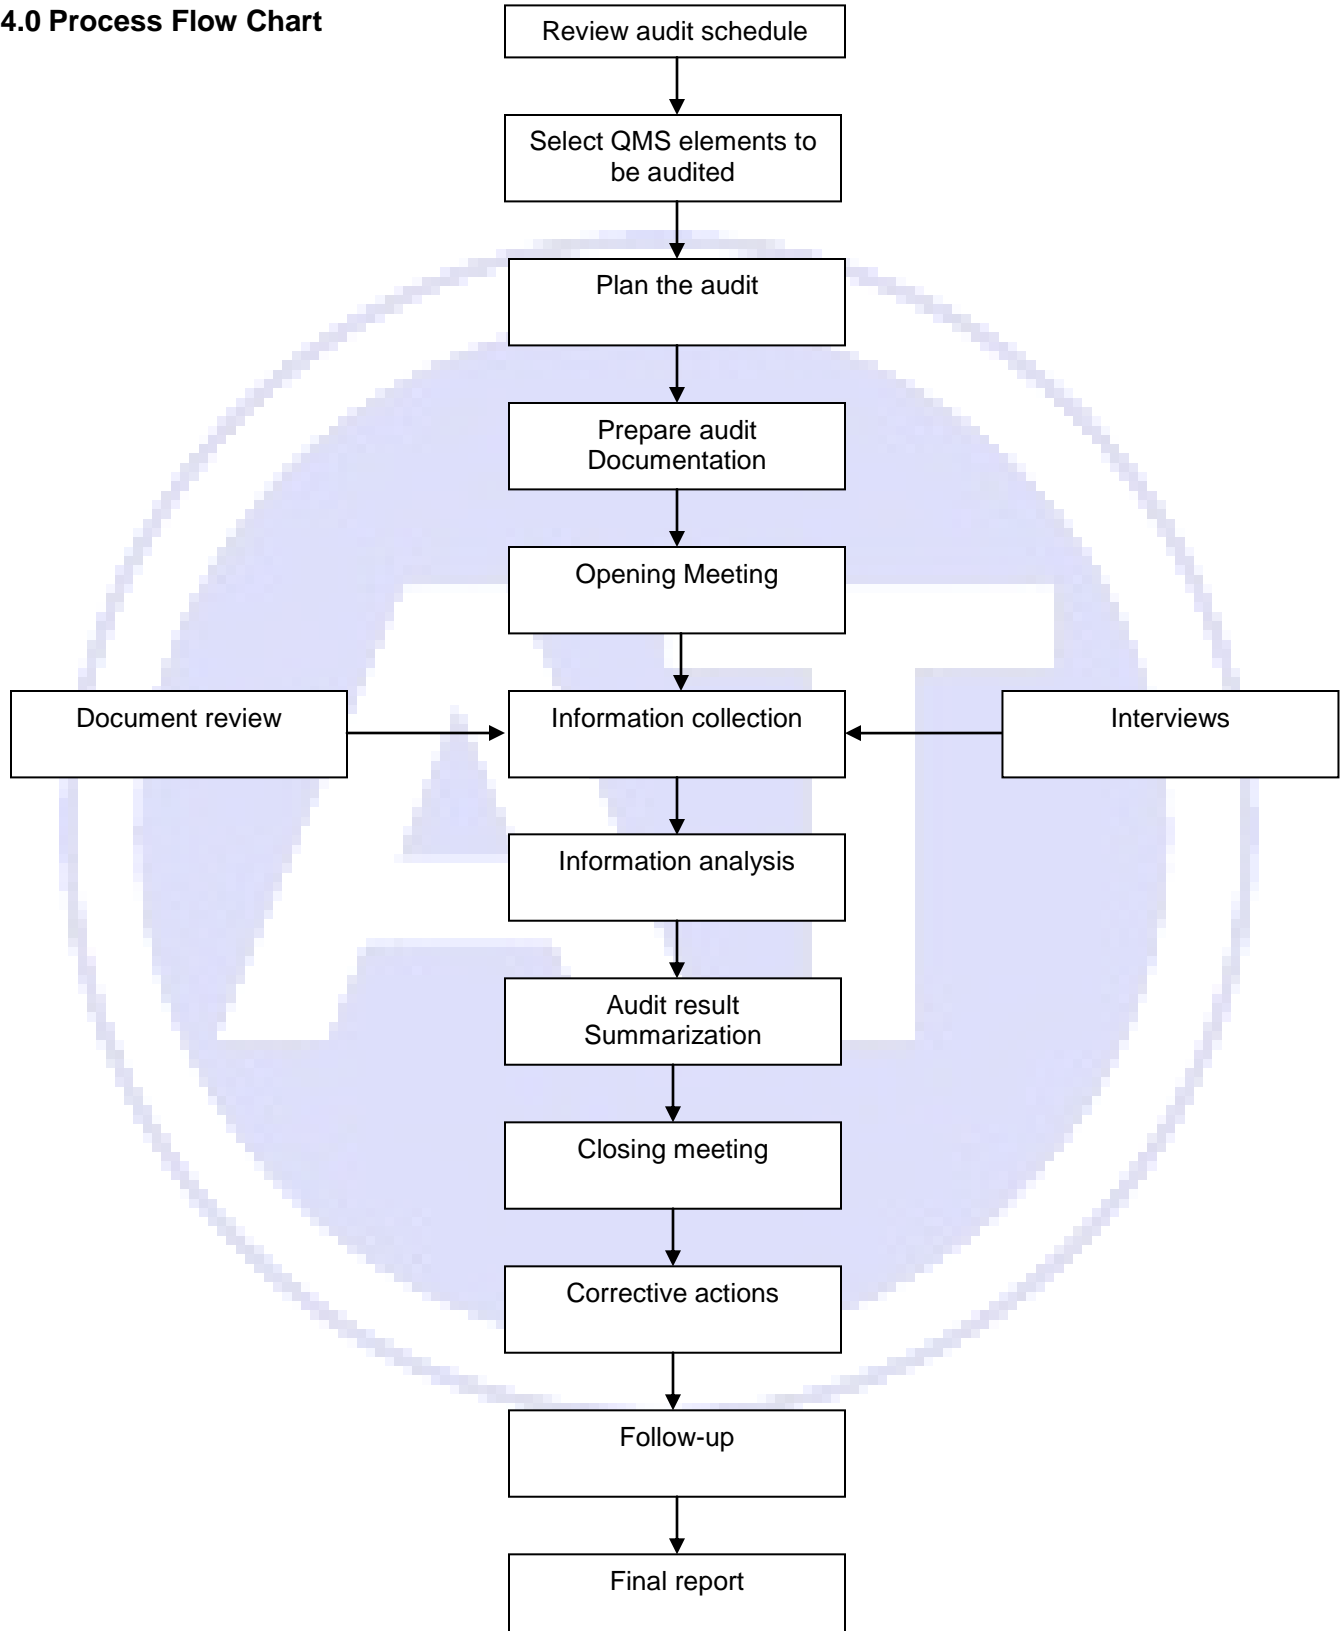 4.0 Process Flow Chart
Review audit schedule
Select QMS elements to
be audited
Plan the audit
Prepare audit
Documentation
Opening Meeting
Document review
Information collection
Interviews
Information analysis
Audit result
Summarization
Closing meeting
Corrective actions
Follow-up
Final report
AT